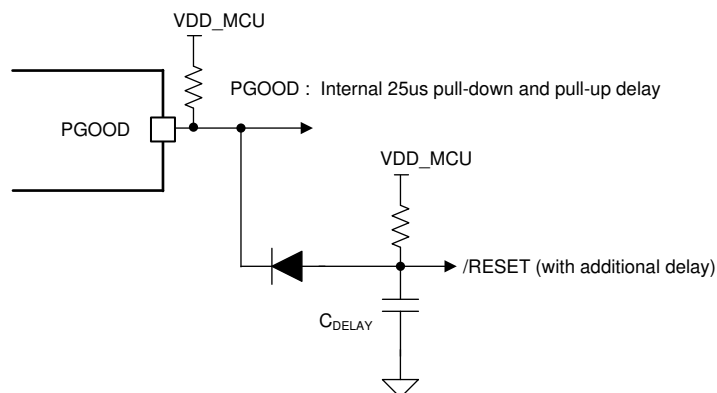 VDD_MCU
PGOOD : Internal 25us pull-down and pull-up delay
PGOOD
VDD_MCU
/RESET (with additional delay)
CDELAY